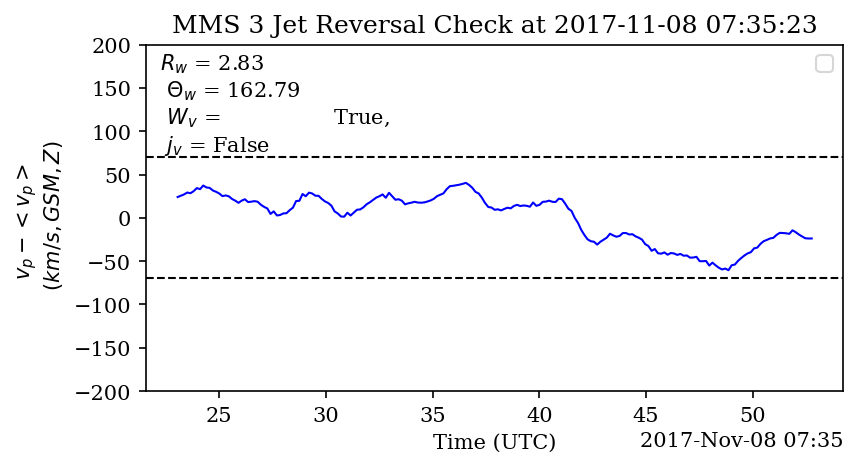 MMS 3 Jet Reversal Check at 2017-11-08 07:35:23
R_w = 2.83
Θ_w = 162.79
W_v = True,
j_v = False
v_p − < v_p >
(km/s, GSM, Z)
200
150
100
50
0
−50
−100
−150
−200
25 30 35 40 45 50
Time (UTC)
2017-Nov-08 07:35